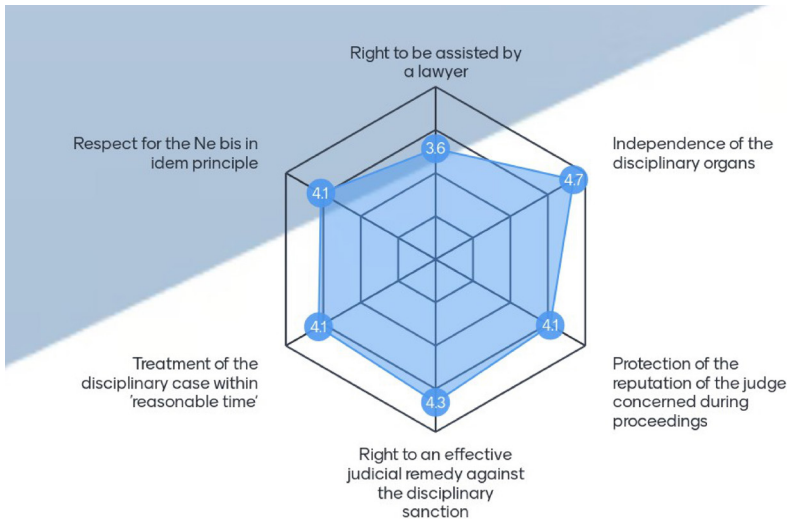 Right to be assisted by
a lawyer
Respect for the Ne bis in
idem principle
Independence of the
disciplinary organs
3.6
4.7
4.1
4.1
4.1
4.3
Treatment of the
disciplinary case within
'reasonable time'
Protection of the
reputation of the judge
concerned during
proceedings
Right to an effective
judicial remedy against
the disciplinary
sanction